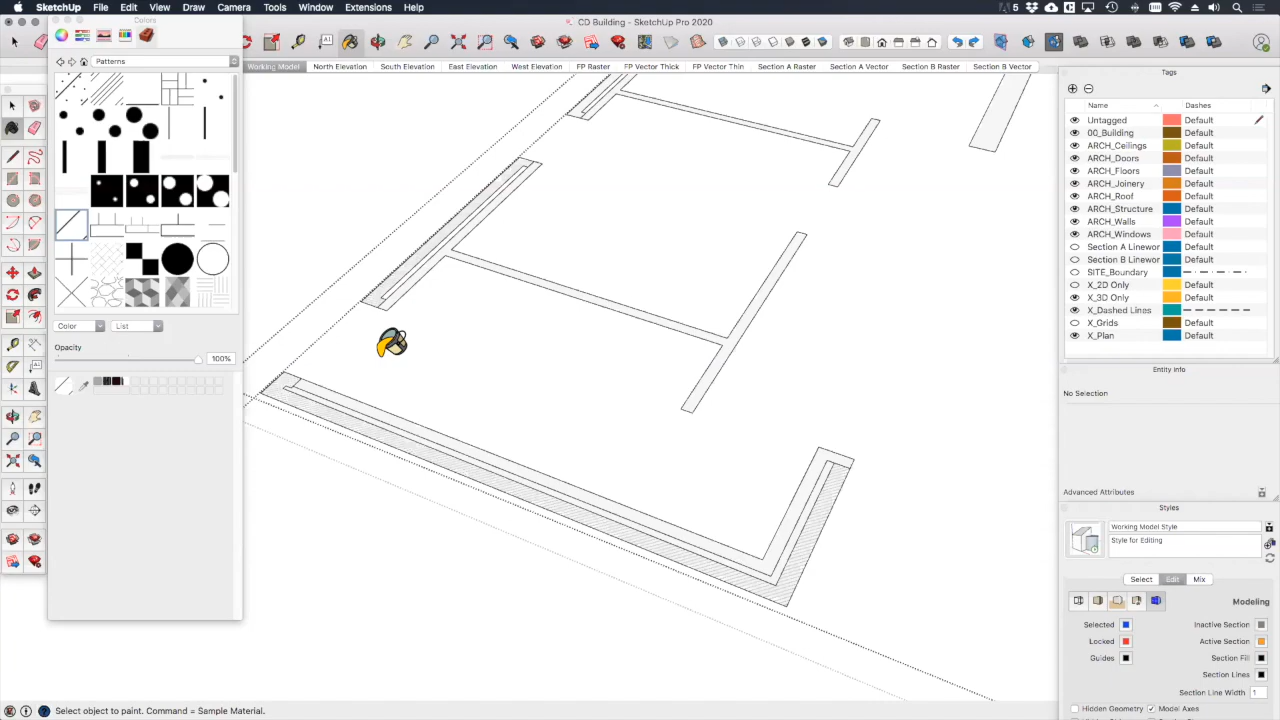 SketchUp File Edit View Draw Camera Tools Window Extensions Help
5
Colors
CD Building - SketchUp Pro 2020
Working Model North Elevation South Elevation East Elevation West Elevation FP Raster FP Vector Thick FP Vector Thin Section A Raster Section A Vector Section B Raster Section B Vector
Patterns
Color
List
Opacity
100%
Tags
Name Dashes
Untagged Default
00_Building Default
ARCH_Ceilings Default
ARCH_Doors Default
ARCH_Floors Default
ARCH_Joinery Default
ARCH_Roof Default
ARCH_Structure Default
ARCH_Walls Default
ARCH_Windows Default
Section A Linewor Default
Section B Linewor Default
SITE_Boundary
X_2D Only Default
X_3D Only Default
X_Dashed Lines
X_Grids Default
X_Plan Default
Entity Info
No Selection
Advanced Attributes
Styles
Working Model Style
Style for Editing
Select Edit Mix
Modeling
Selected Inactive Section
Locked Active Section
Guides Section Fill
Section Lines
Section Line Width 1
Hidden Geometry Model Axes
Select object to paint. Command = Sample Material.